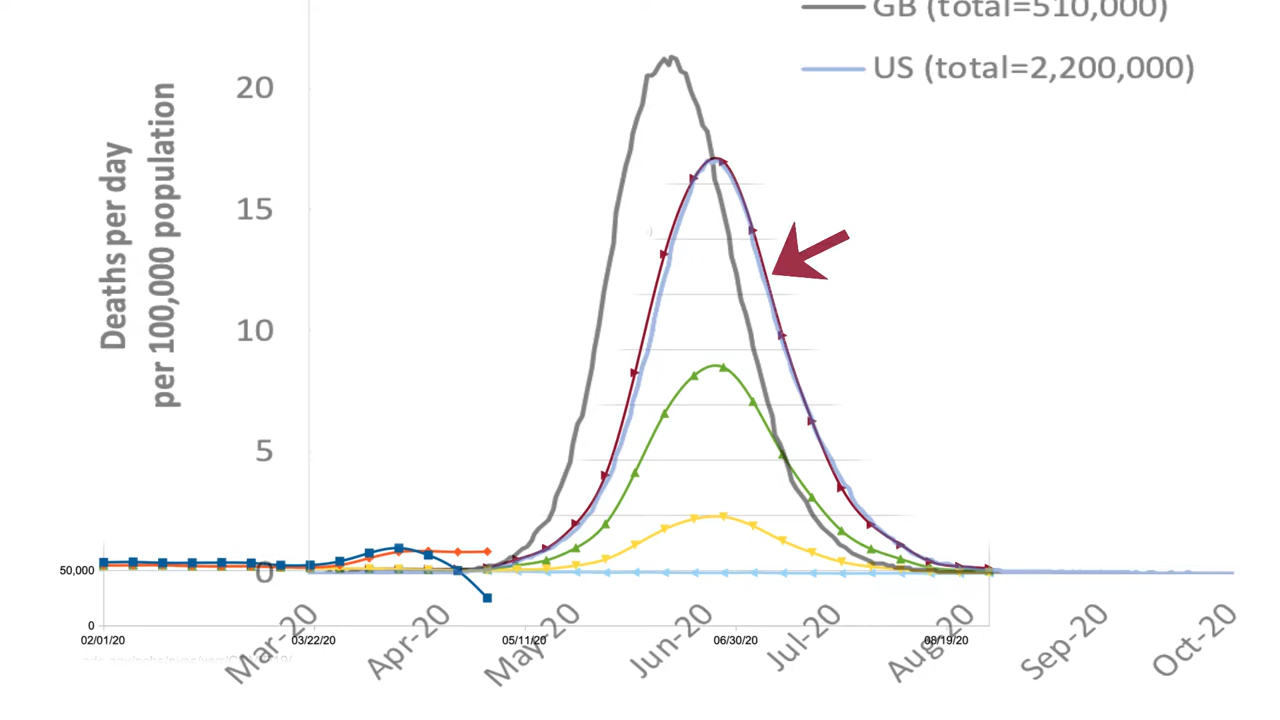 GB (total=510,000)
US (total=2,200,000)
Deaths per day
per 100,000 population
20
15
10
5
0
50,000
0
02/01/20
03/22/20
05/11/20
06/30/20
08/19/20
Mar-20
Apr-20
May-20
Jun-20
Jul-20
Aug-20
Sep-20
Oct-20